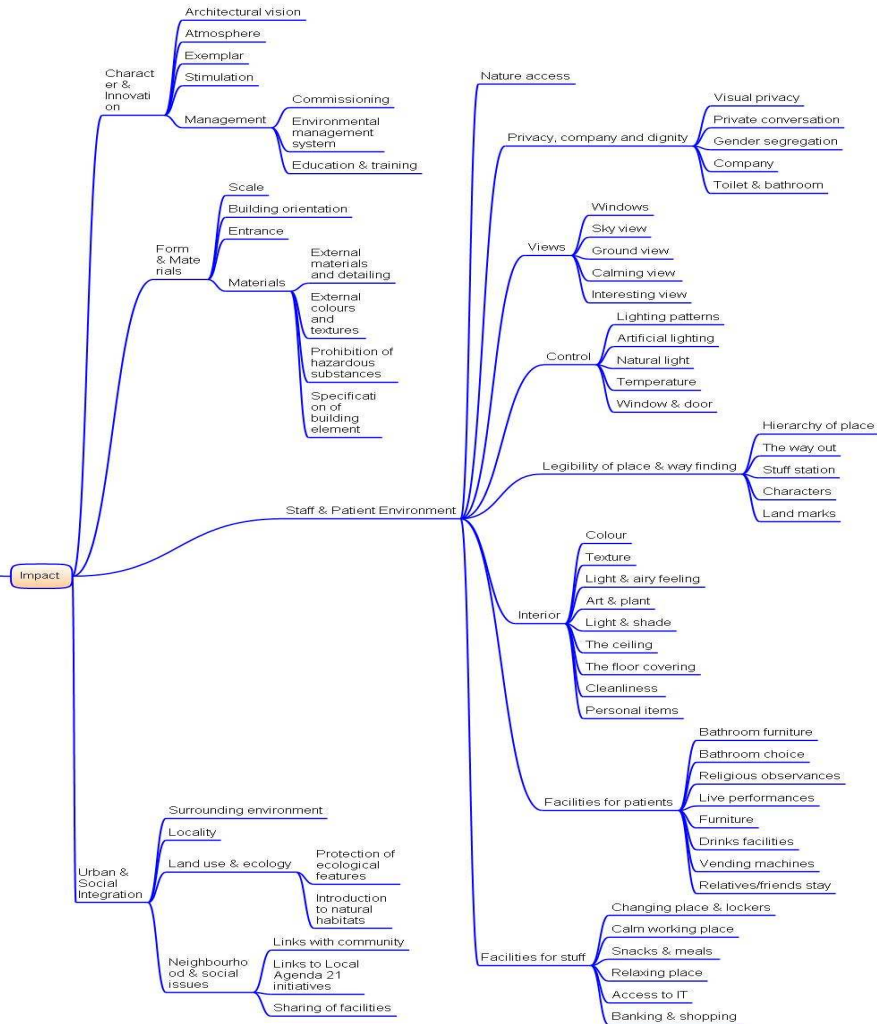 Impact
Charact
er &
Innovati
on
Architectural vision
Atmosphere
Exemplar
Stimulation
Management
Commissioning
Environmental
management
system
Education & training
Form
& Mate
rials
Scale
Building orientation
Entrance
Materials
External
materials
and detailing
External
colours
and
textures
Prohibition of
hazardous
substances
Specificati
on of
building
element
Staff & Patient Environment
Nature access
Privacy, company and dignity
Visual privacy
Private conversation
Gender segregation
Company
Toilet & bathroom
Views
Windows
Sky view
Ground view
Calming view
Interesting view
Control
Lighting patterns
Artificial lighting
Natural light
Temperature
Window & door
Legibility of place & way finding
Hierarchy of place
The way out
Stuff station
Characters
Land marks
Interior
Colour
Texture
Light & airy feeling
Art & plant
Light & shade
The ceiling
The floor covering
Cleanliness
Personal items
Facilities for patients
Bathroom furniture
Bathroom choice
Religious observances
Live performances
Furniture
Drinks facilities
Vending machines
Relatives/friends stay
Facilities for stuff
Changing place & lockers
Calm working place
Snacks & meals
Relaxing place
Access to IT
Banking & shopping
Urban &
Social
Integration
Surrounding environment
Locality
Land use & ecology
Protection of
ecological
features
Introduction
to natural
habitats
Neighbourho
od & social
issues
Links with community
Links to Local
Agenda 21
initiatives
Sharing of facilities